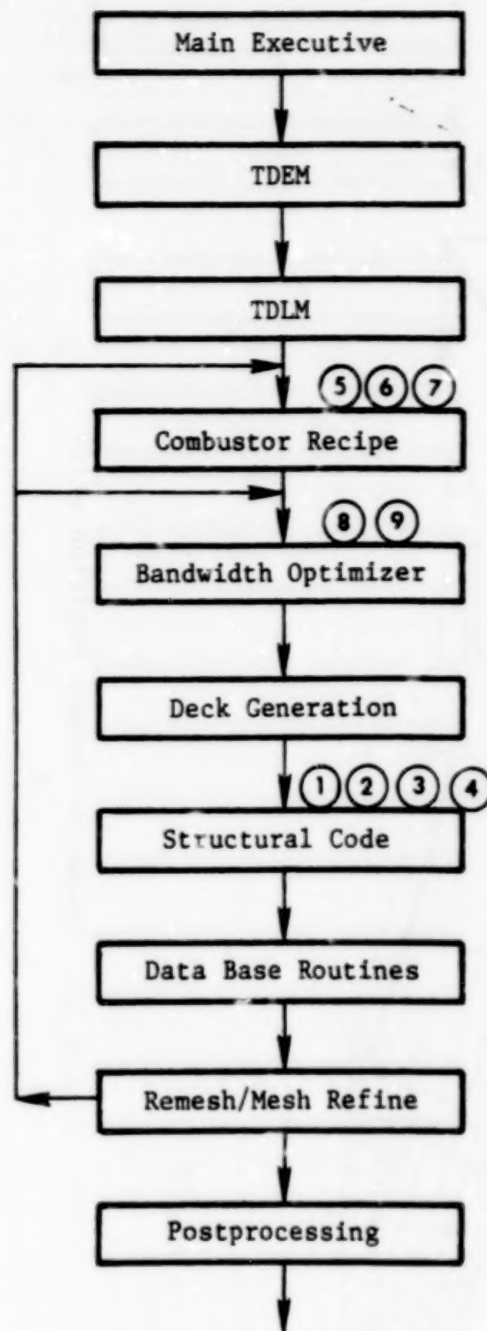 Main Executive
TDEM
TDLM
5 6 7
Combustor Recipe
8 9
Bandwidth Optimizer
Deck Generation
1 2 3 4
Structural Code
Data Base Routines
Remesh/Mesh Refine
Postprocessing